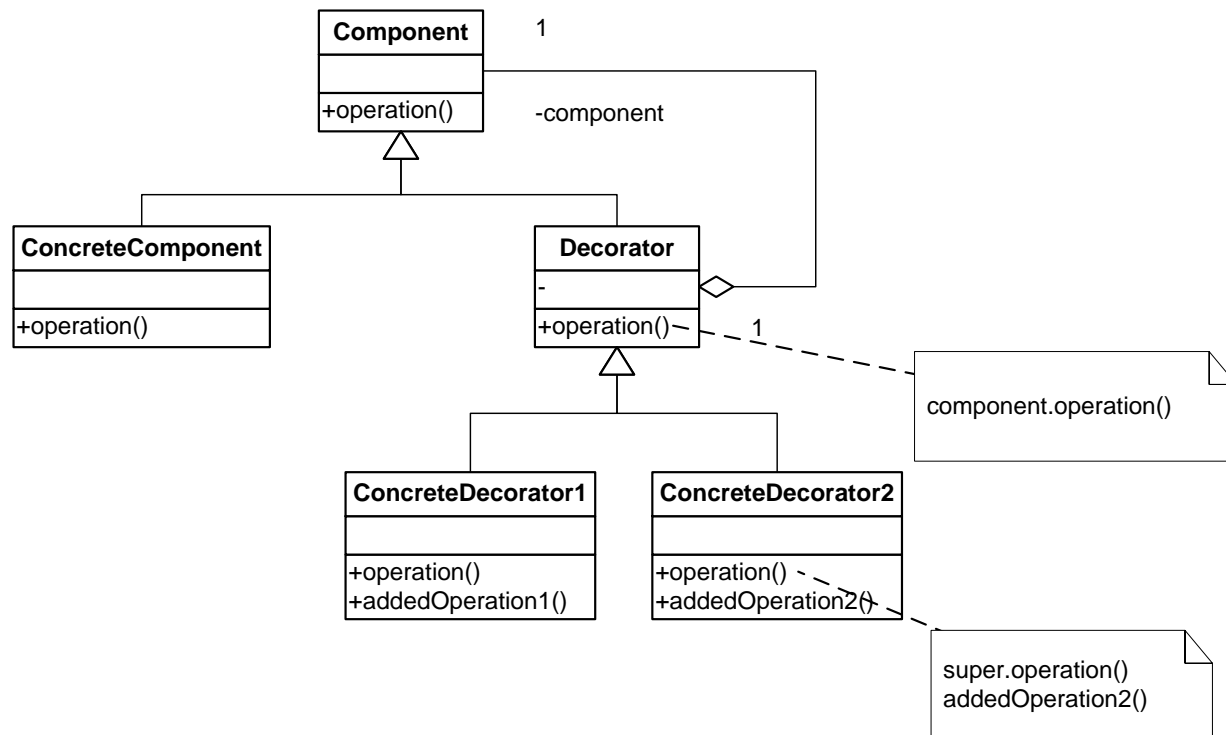 Component
1
+operation()
-component
ConcreteComponent
+operation()
Decorator
-
+operation()
1
component.operation()
ConcreteDecorator1
+operation()
+addedOperation1()
ConcreteDecorator2
+operation()
+addedOperation2()
super.operation()
addedOperation2()